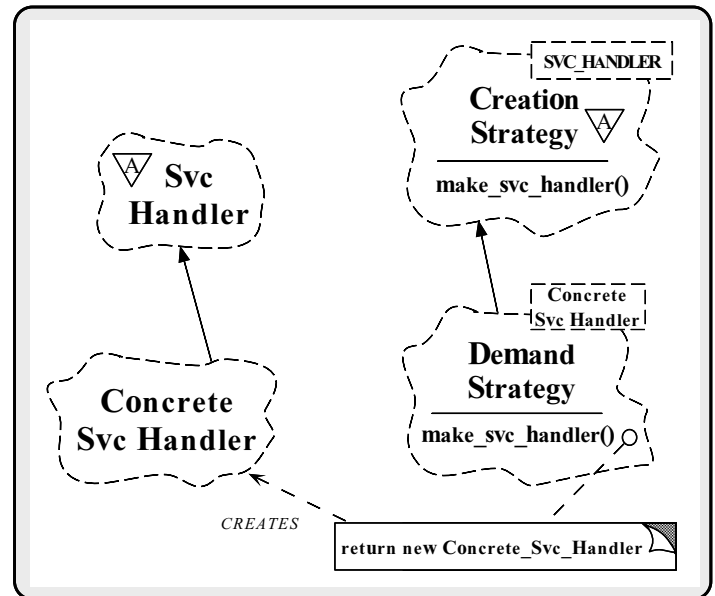 SVC_HANDLER
Creation
Strategy
A
make_svc_handler()
A
Svc
Handler
Concrete
Svc Handler
Demand
Strategy
make_svc_handler()
Concrete
Svc Handler
CREATES
return new Concrete_Svc_Handler